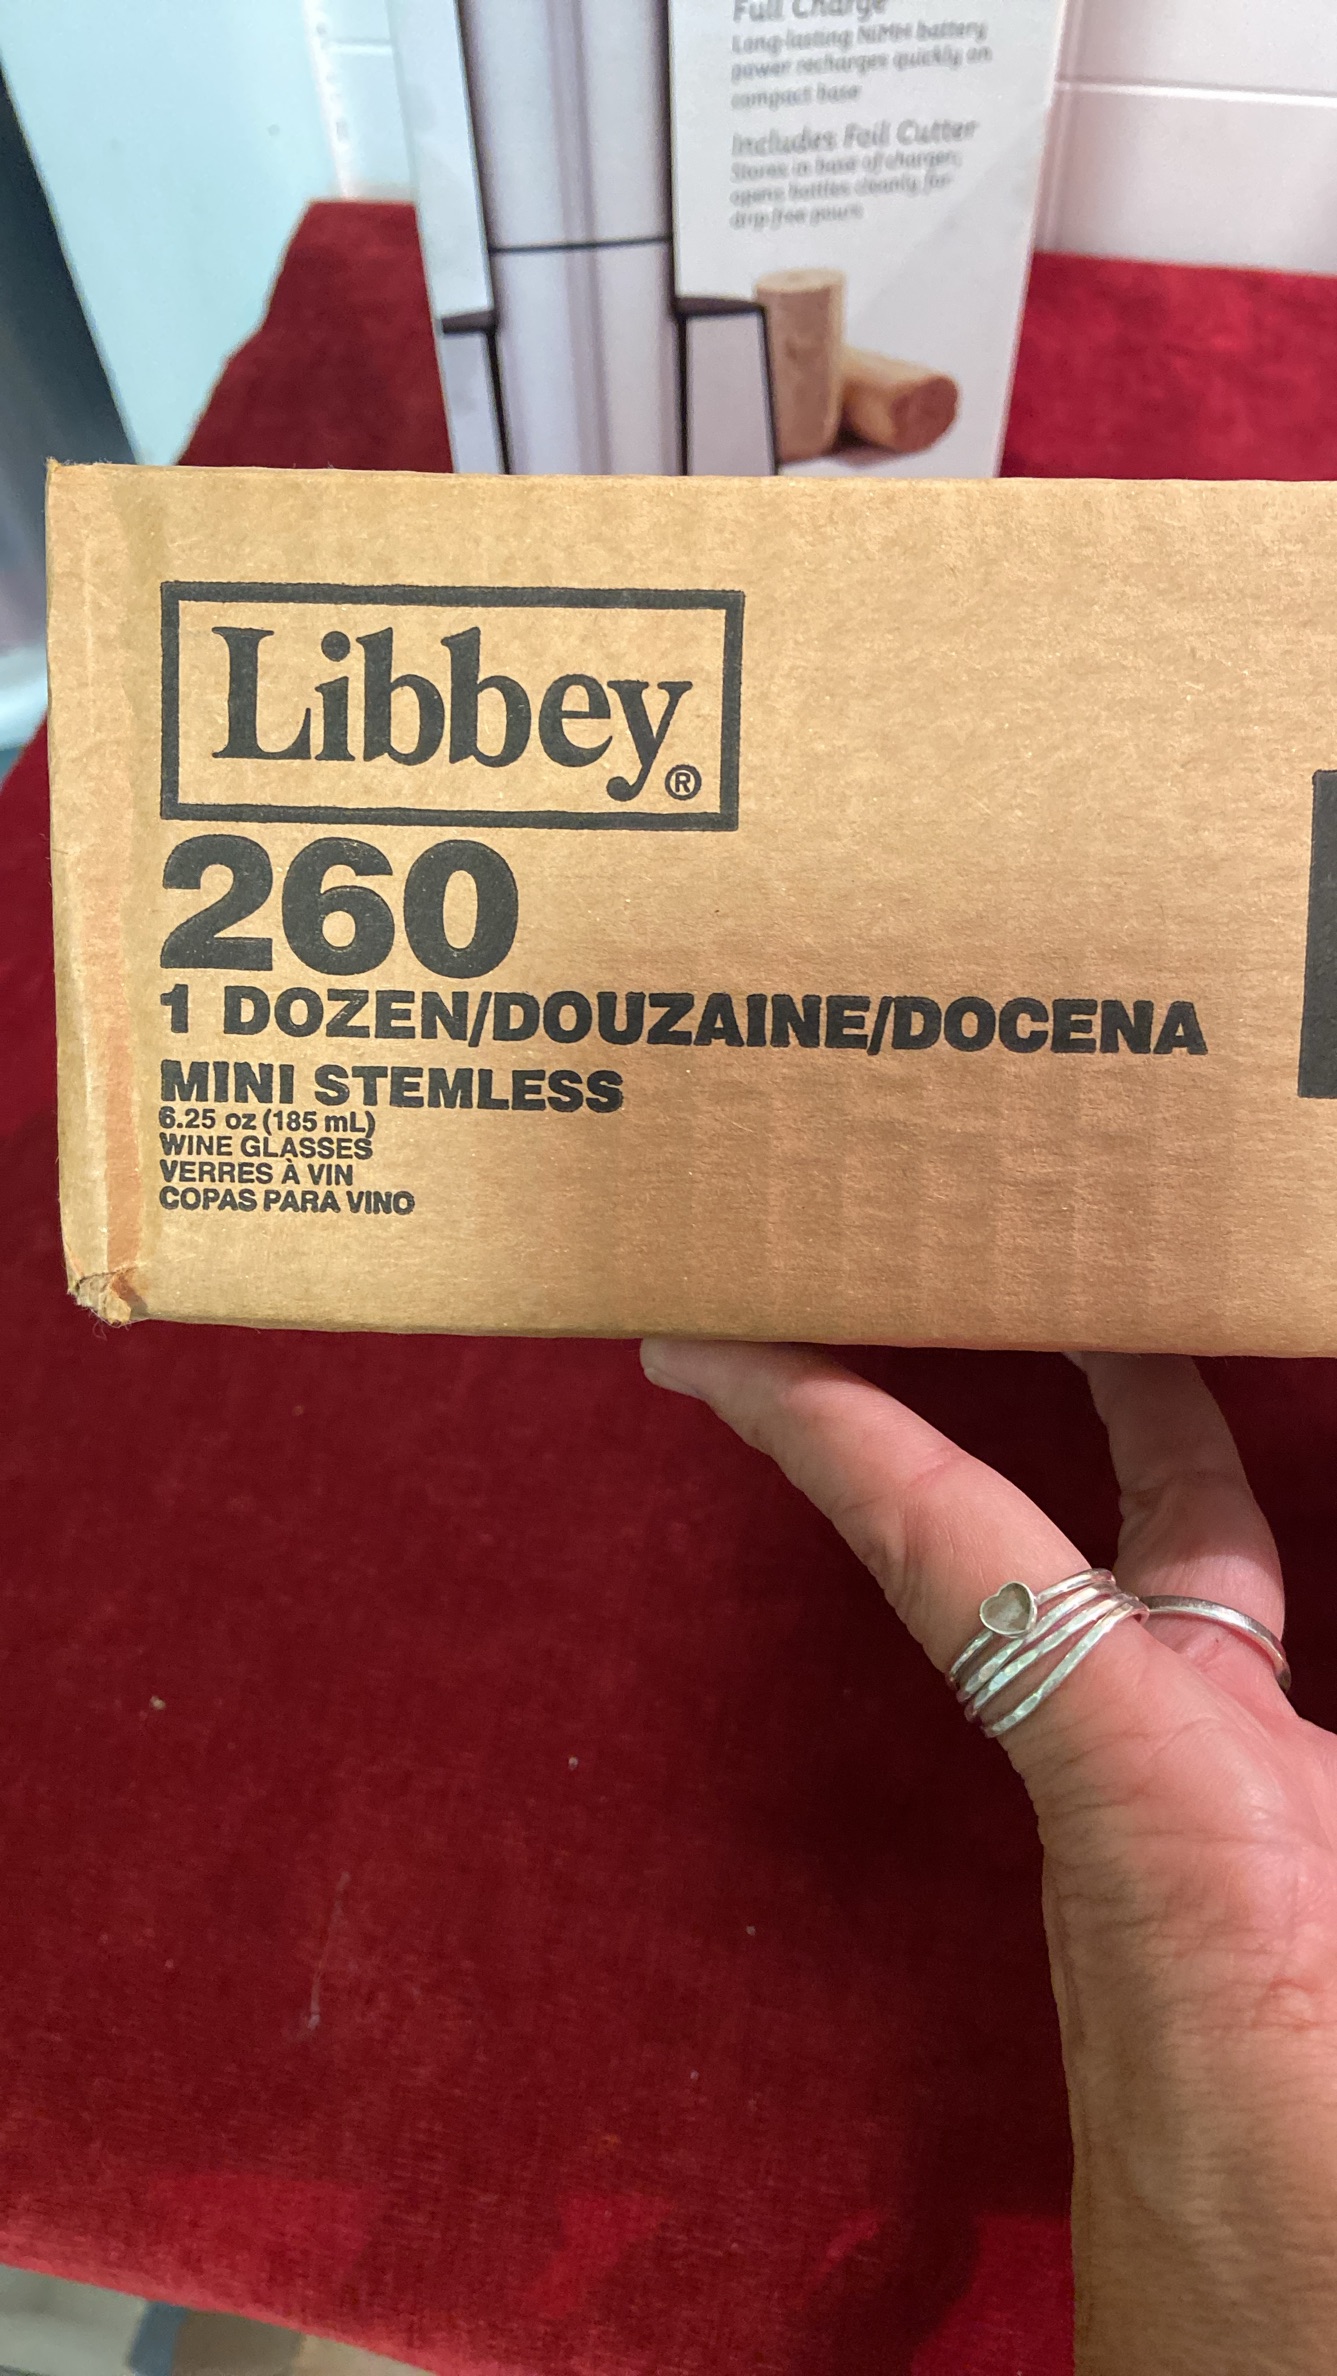 Full Charge
Long-lasting NiMH battery
power recharges quickly on
compact base
Includes Foil Cutter
Stores in base of charger;
opens bottles cleanly for
drip-free pours
Libbey®
260
1 DOZEN/DOUZAINE/DOCENA
MINI STEMLESS
6.25 oz (185 mL)
WINE GLASSES
VERRES À VIN
COPAS PARA VINO